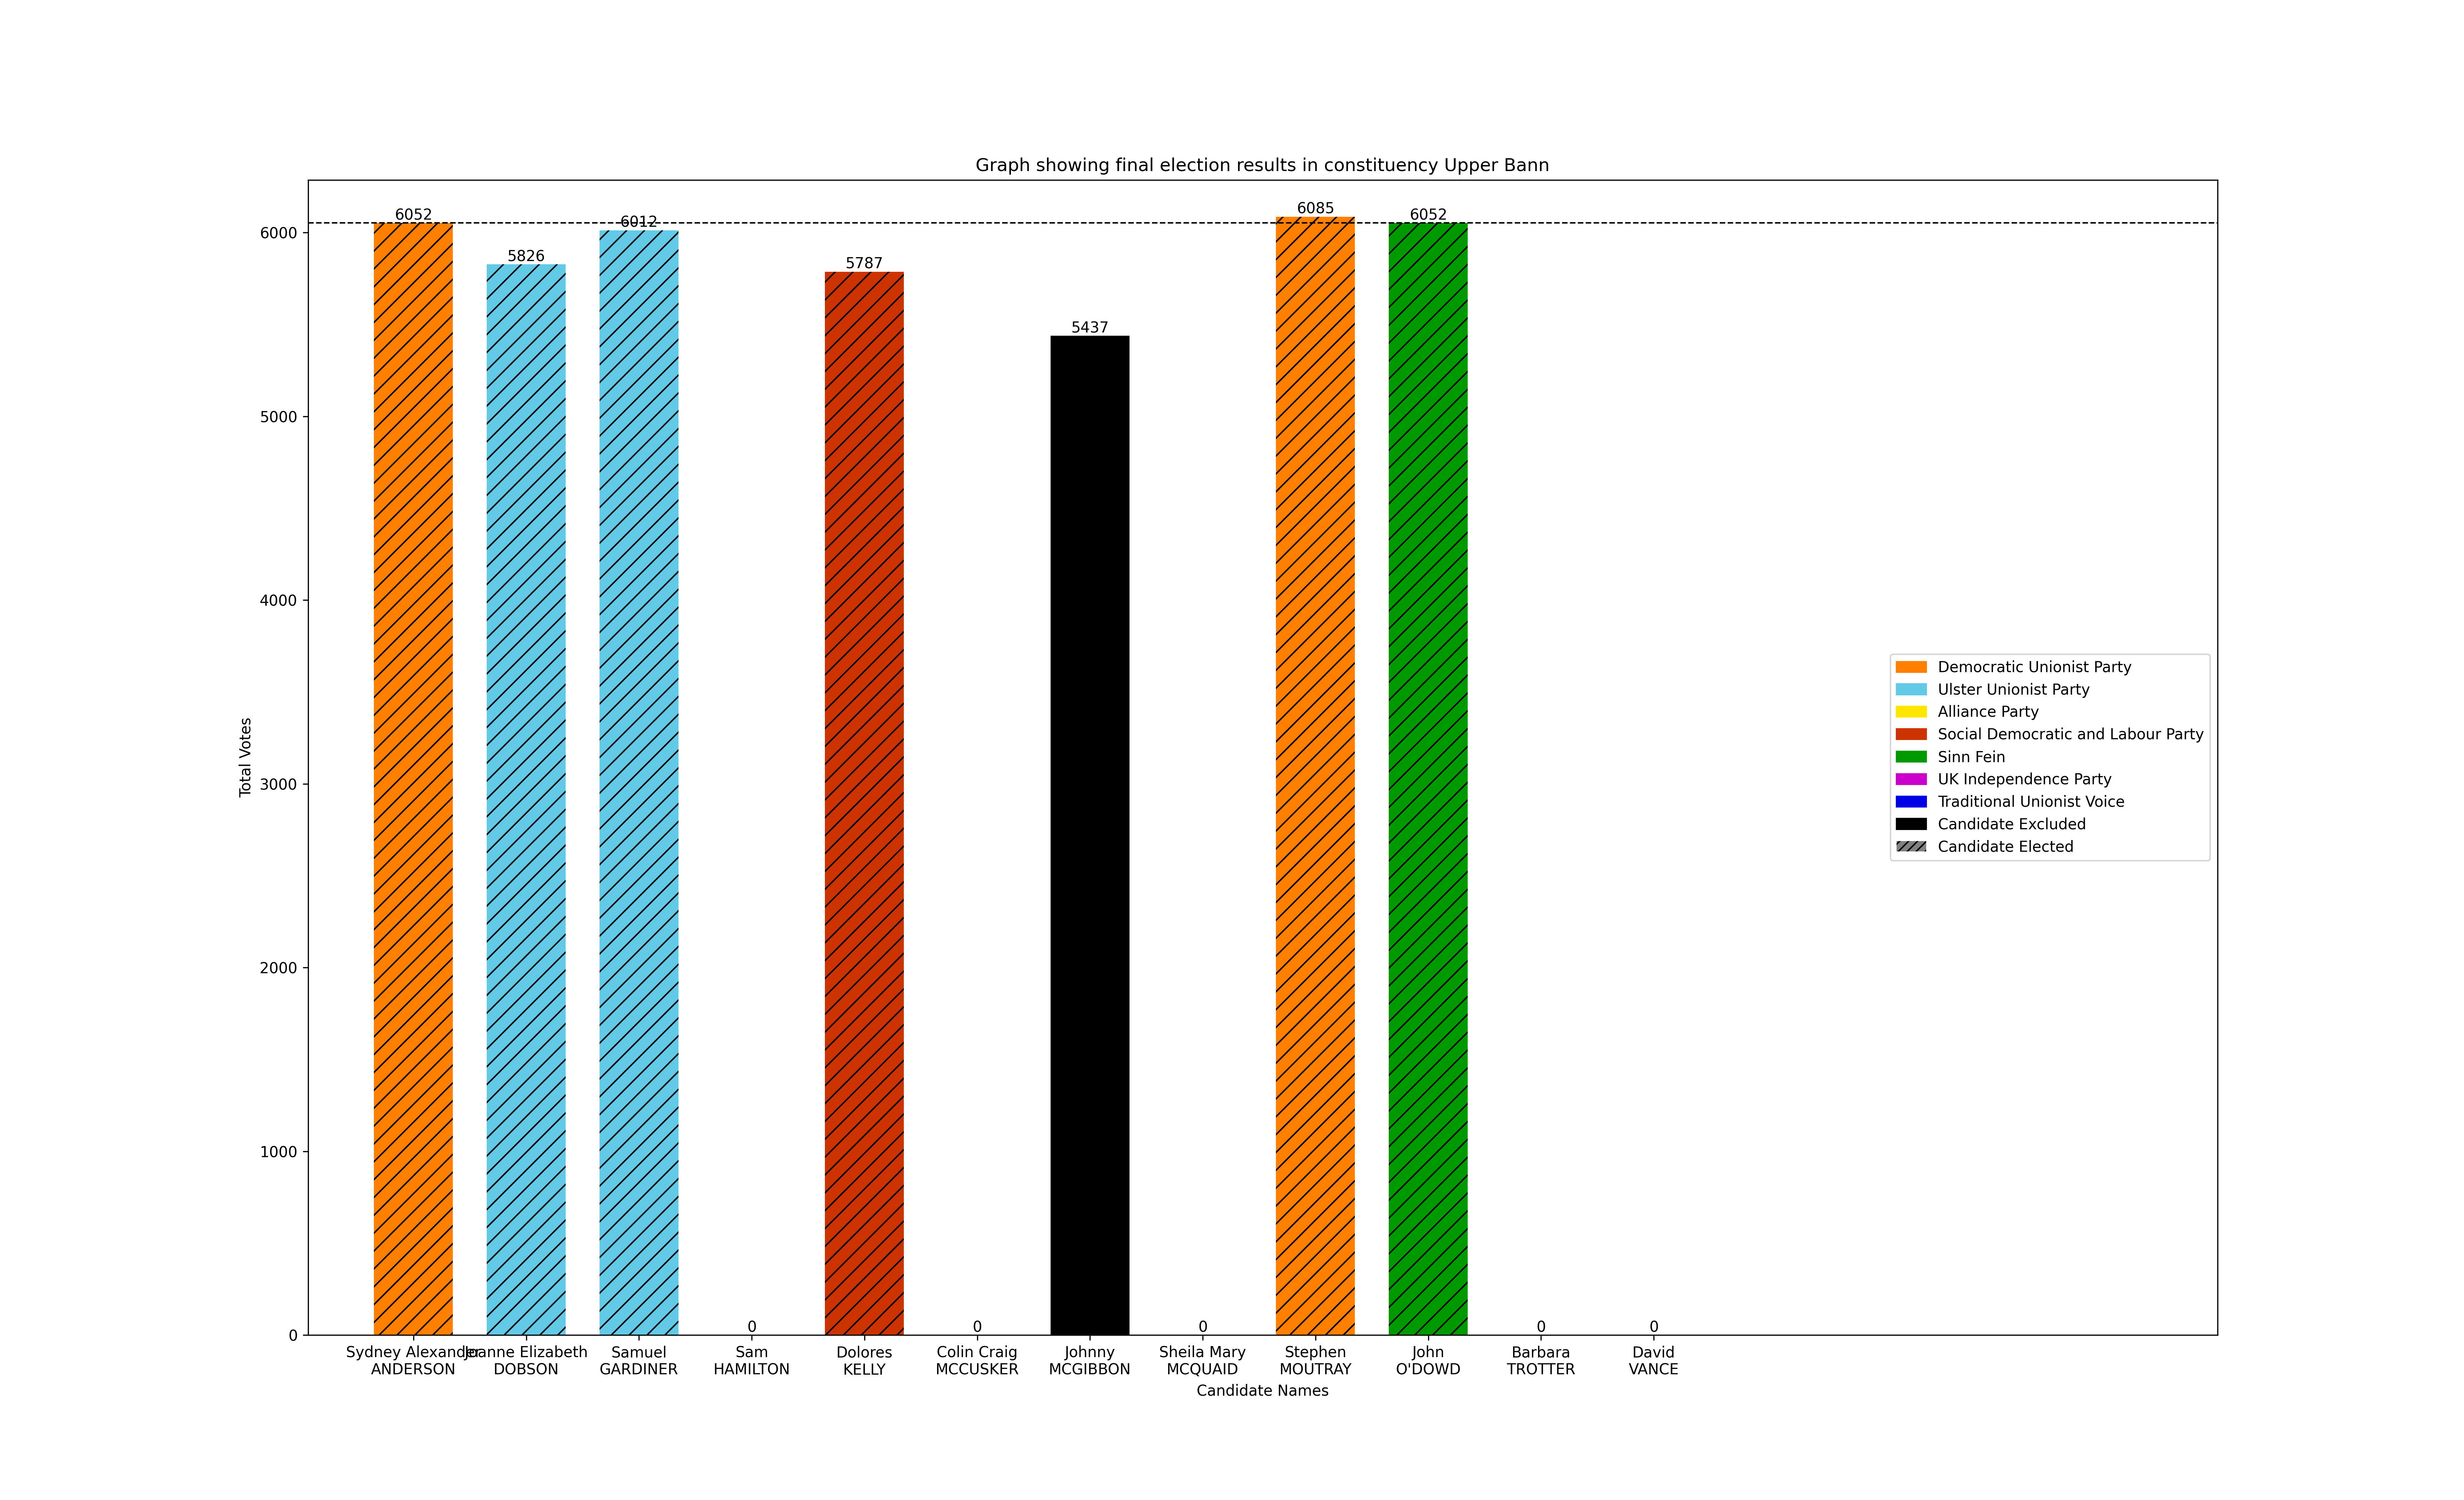 Graph showing final election results in constituency Upper Bann
6052
5826
6012
0
5787
0
5437
0
6085
6052
0
0
6000
5000
4000
3000
2000
1000
0
Total Votes
Democratic Unionist Party
Ulster Unionist Party
Alliance Party
Social Democratic and Labour Party
Sinn Fein
UK Independence Party
Traditional Unionist Voice
Candidate Excluded
Candidate Elected
Sydney Alexander
ANDERSON
Joanne Elizabeth
DOBSON
Samuel
GARDINER
Sam
HAMILTON
Dolores
KELLY
Colin Craig
MCCUSKER
Johnny
MCGIBBON
Sheila Mary
MCQUAID
Stephen
MOUTRAY
John
O'DOWD
Barbara
TROTTER
David
VANCE
Candidate Names